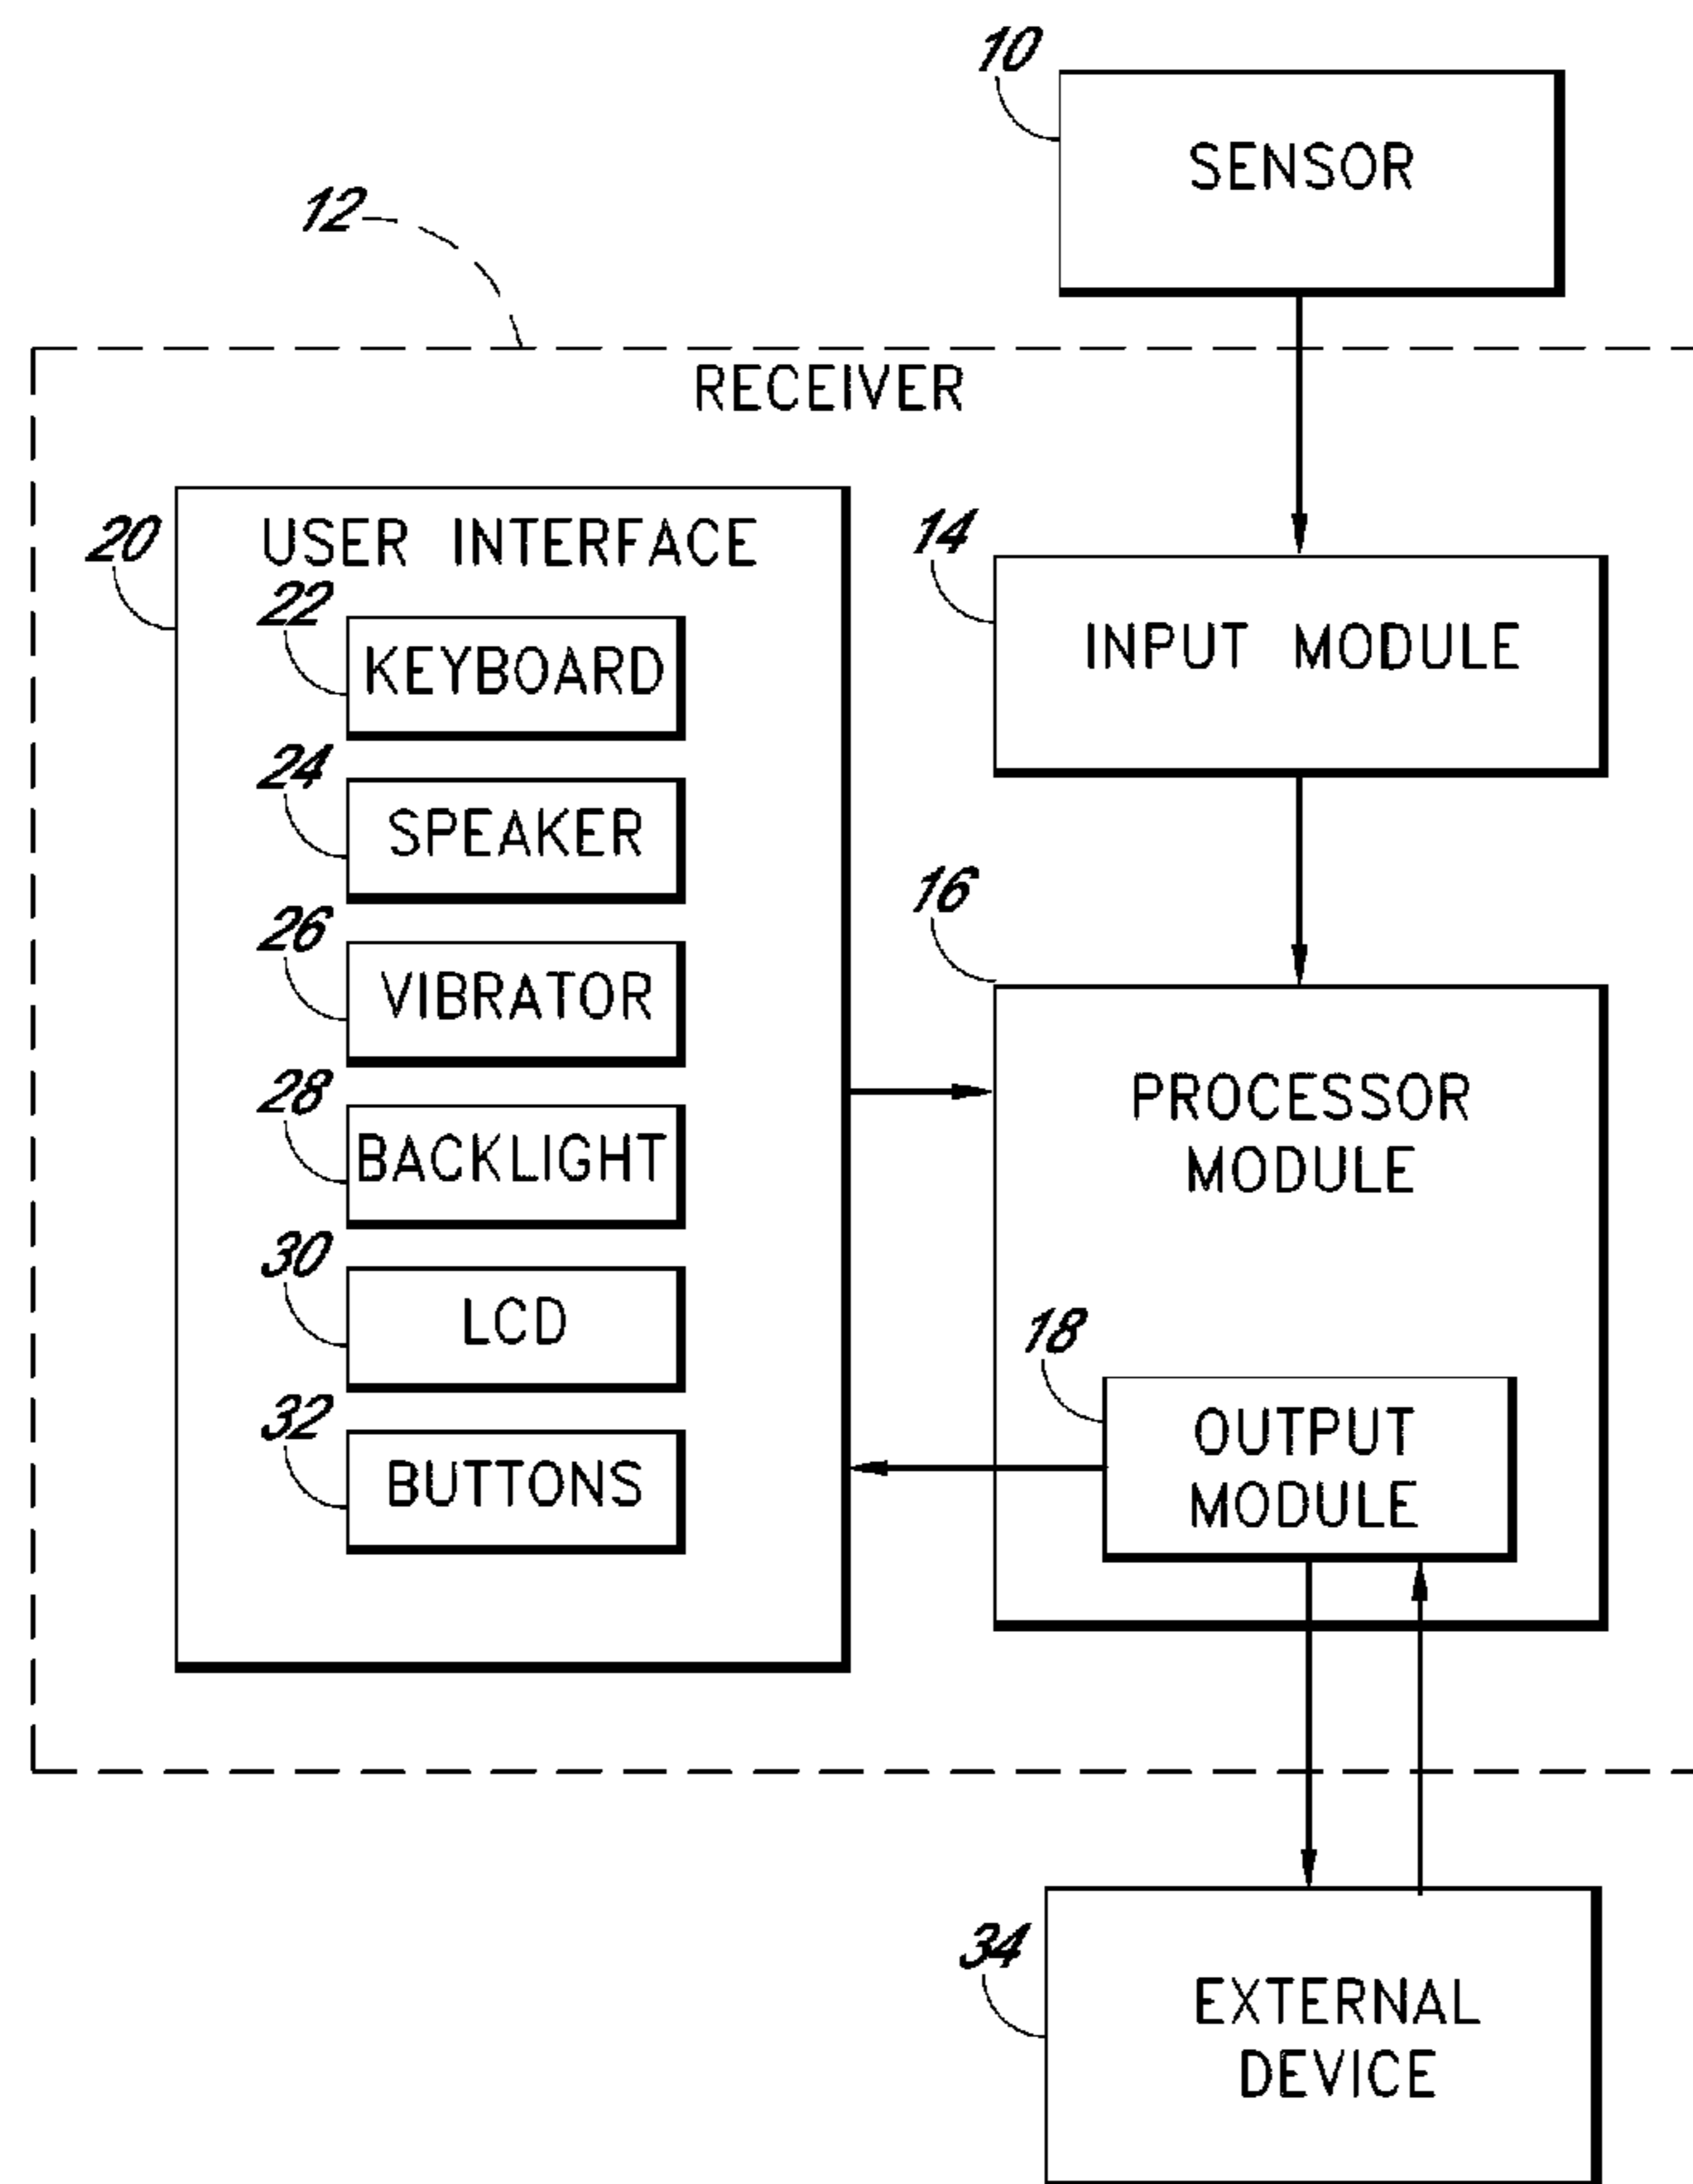 10
SENSOR
12
RECEIVER
20
USER INTERFACE
22
KEYBOARD
24
SPEAKER
26
VIBRATOR
28
BACKLIGHT
30
LCD
32
BUTTONS
14
INPUT MODULE
16
PROCESSOR
MODULE
18
OUTPUT
MODULE
34
EXTERNAL
DEVICE